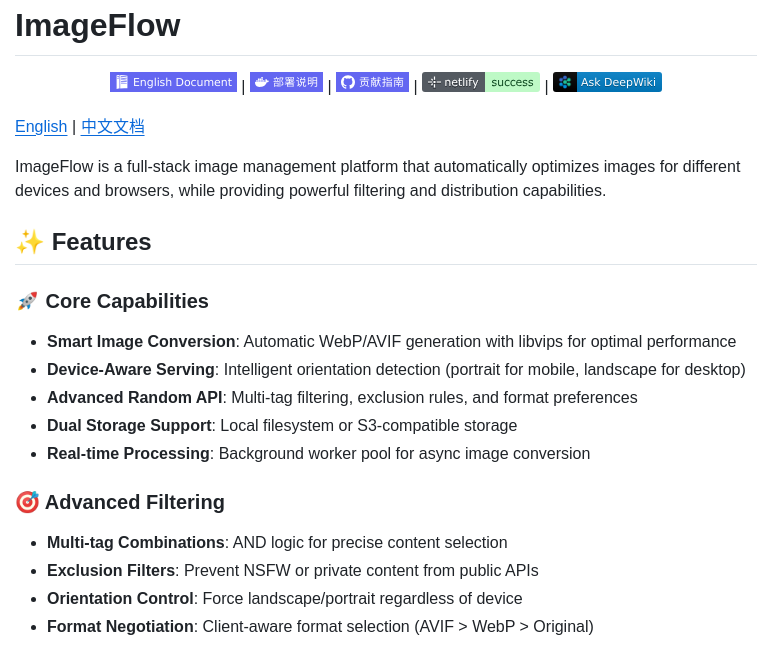 ImageFlow
English Document | 部署说明 | 贡献指南 | netlify success | Ask DeepWiki
English | 中文文档
ImageFlow is a full-stack image management platform that automatically optimizes images for different
devices and browsers, while providing powerful filtering and distribution capabilities.
✨ Features
🚀 Core Capabilities
• Smart Image Conversion: Automatic WebP/AVIF generation with libvips for optimal performance
• Device-Aware Serving: Intelligent orientation detection (portrait for mobile, landscape for desktop)
• Advanced Random API: Multi-tag filtering, exclusion rules, and format preferences
• Dual Storage Support: Local filesystem or S3-compatible storage
• Real-time Processing: Background worker pool for async image conversion
🎯 Advanced Filtering
• Multi-tag Combinations: AND logic for precise content selection
• Exclusion Filters: Prevent NSFW or private content from public APIs
• Orientation Control: Force landscape/portrait regardless of device
• Format Negotiation: Client-aware format selection (AVIF > WebP > Original)